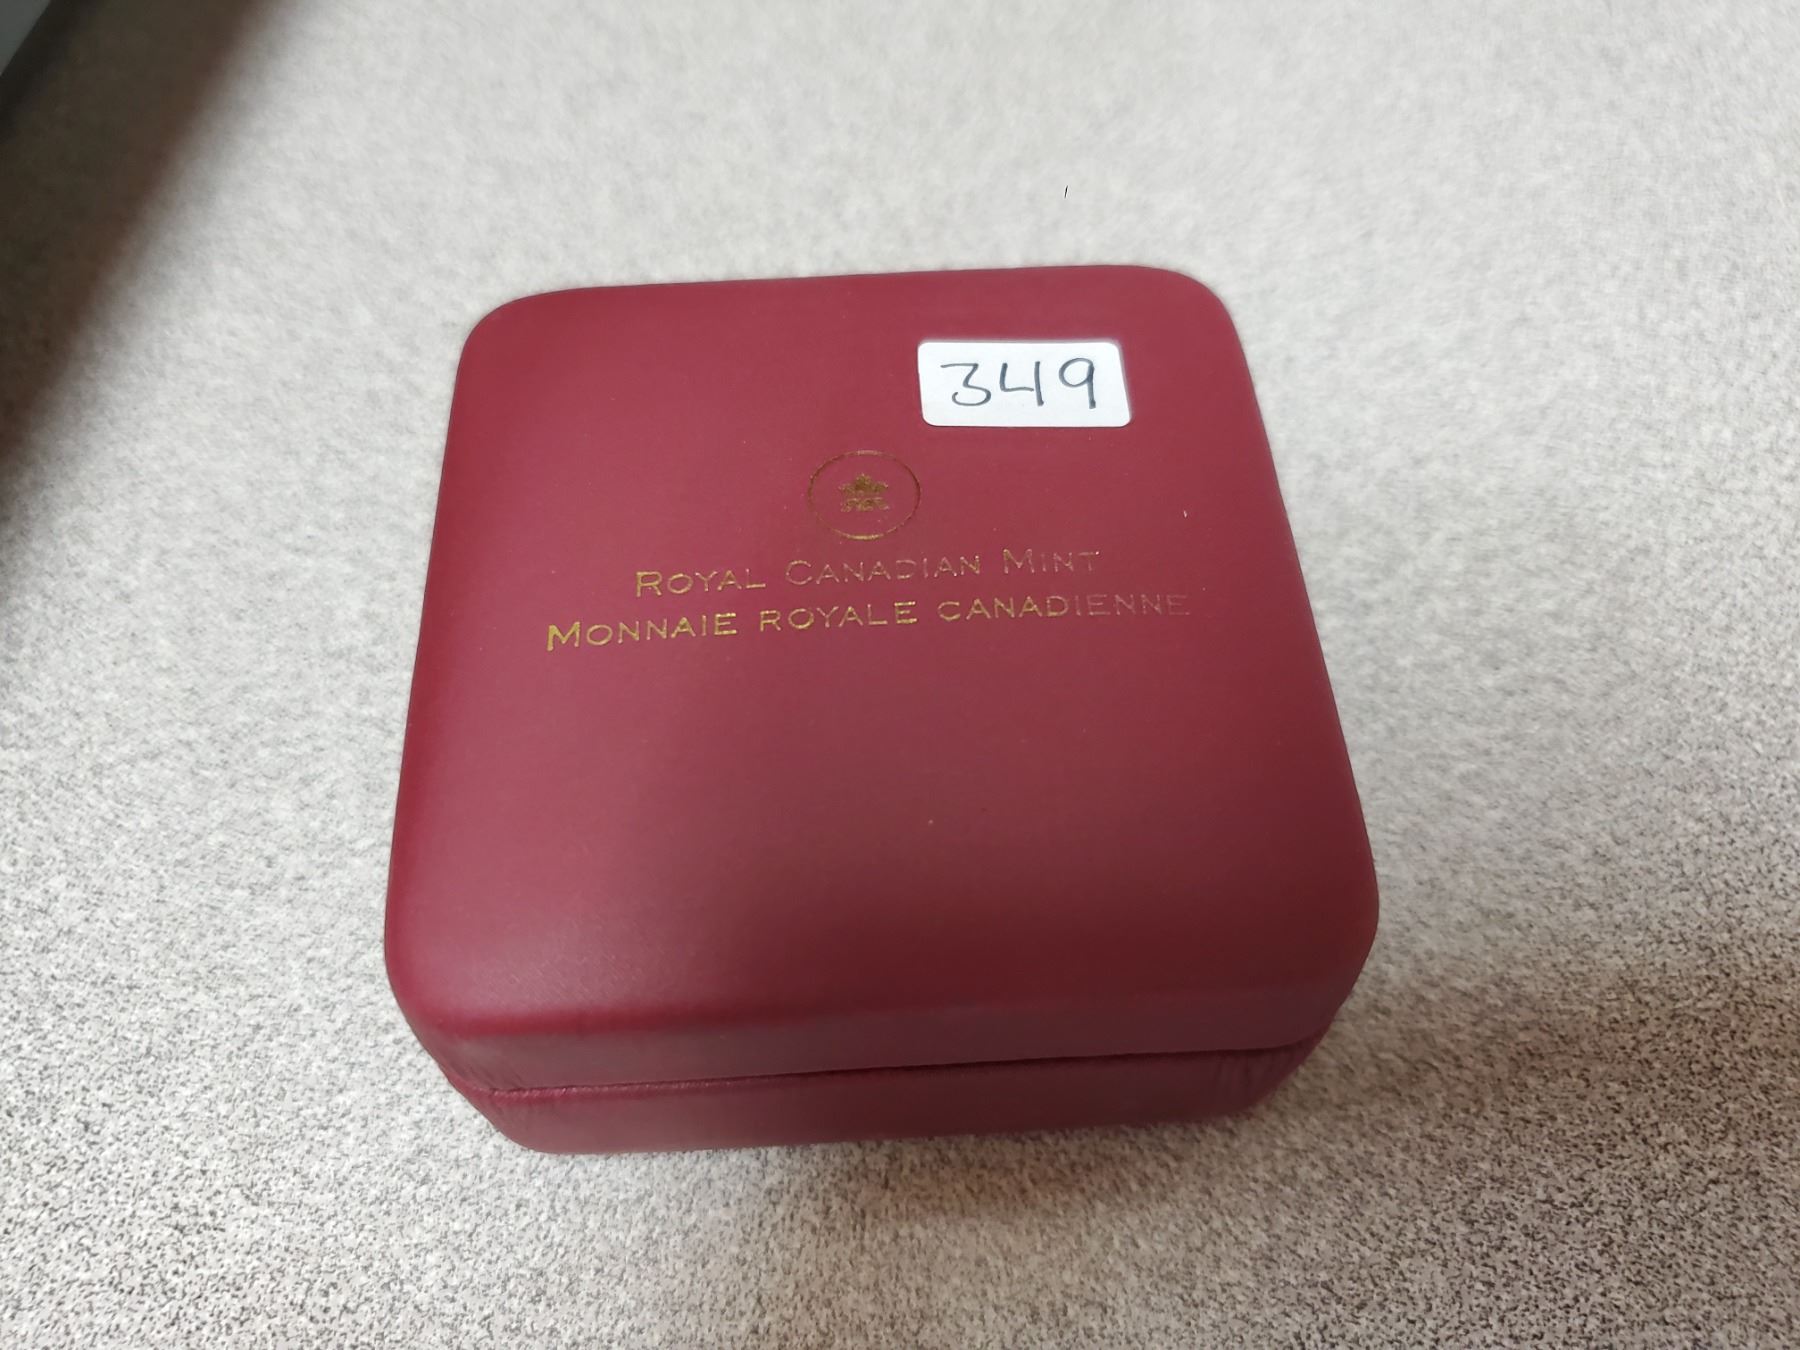 349
ROYAL CANADIAN MINT
MONNAIE ROYALE CANADIENNE